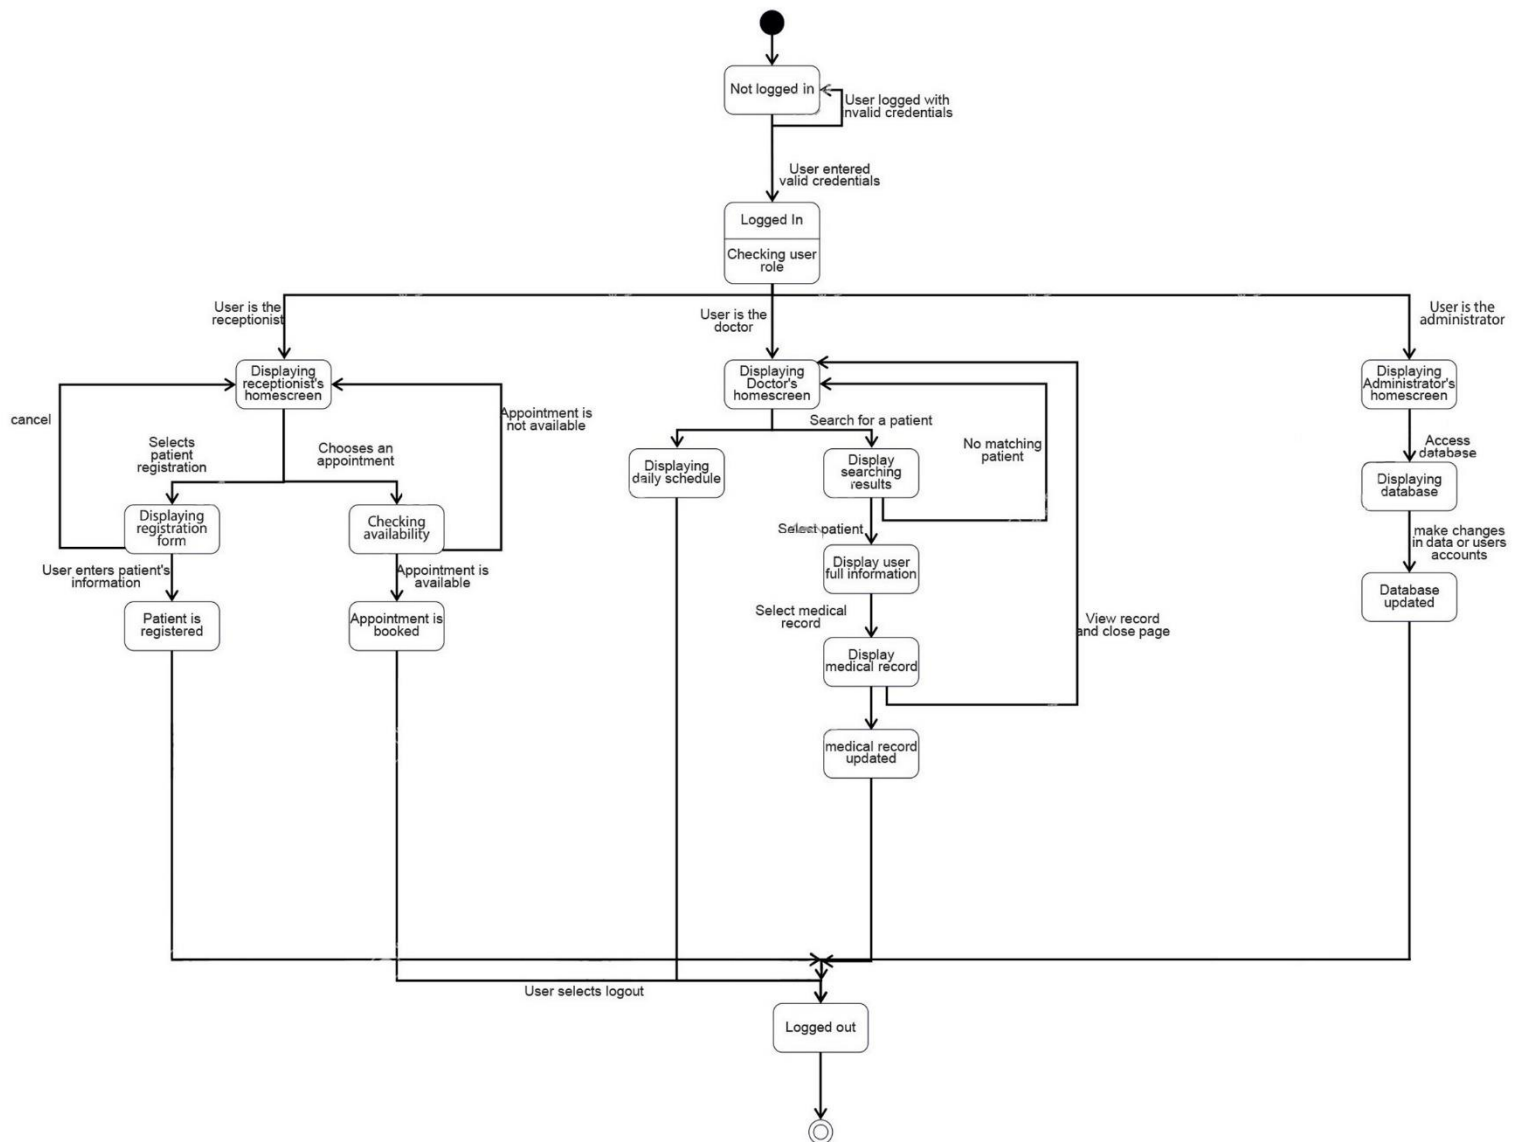 Not logged in
User logged with
invalid credentials
User entered
valid credentials
Logged In
Checking user
role
User is the
receptionist
User is the
doctor
User is the
administrator
Displaying
receptionist's
homescreen
Displaying
Doctor's
homescreen
Displaying
Administrator's
homescreen
cancel
Appointment is
not available
Selects
patient
registration
Chooses an
appointment
Search for a patient
No matching
patient
Access
database
Displaying
daily schedule
Display
searching
results
Displaying
database
Displaying
registration
form
Checking
availability
Select patient
make changes
in data or users
accounts
User enters patient's
information
Appointment is
available
Display user
full information
Database
updated
Patient is
registered
Appointment is
booked
Select medical
record
View record
and close page
Display
medical record
medical record
updated
User selects logout
Logged out